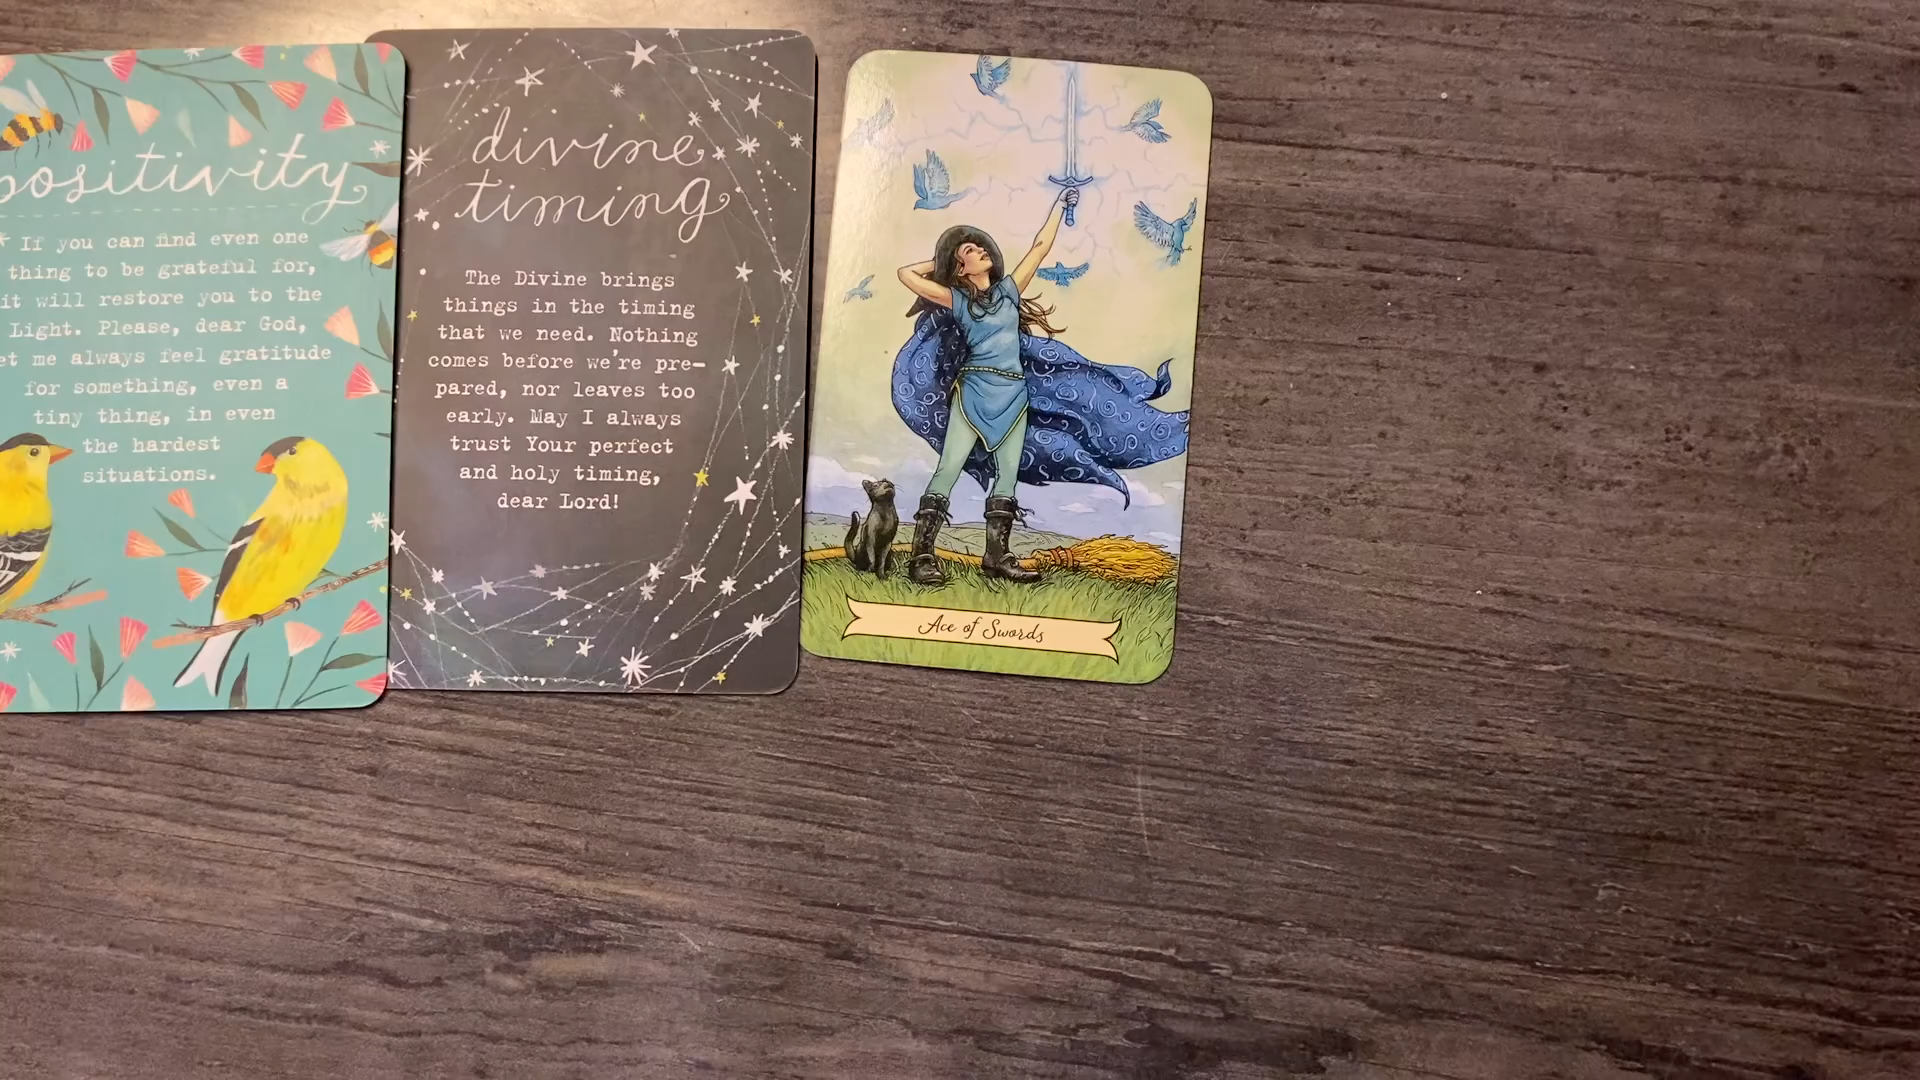 positivity
If you can find even one
thing to be grateful for,
it will restore you to the
Light. Please, dear God,
let me always feel gratitude
for something, even a
tiny thing, in even
the hardest
situations.
divine
timing
The Divine brings
things in the timing
that we need. Nothing
comes before we're pre-
pared, nor leaves too
early. May I always
trust Your perfect
and holy timing,
dear Lord!
Ace of Swords